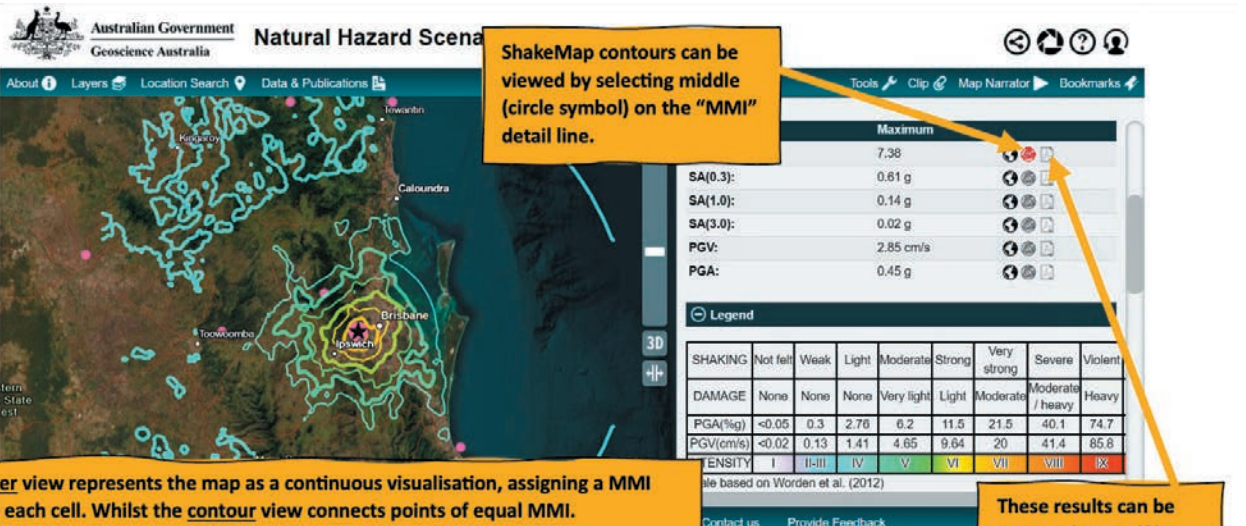 Australian Government
Geoscience Australia
Natural Hazard Scena
ShakeMap contours can be
viewed by selecting middle
(circle symbol) on the “MMI”
detail line.
About Layers Location Search Data & Publications
Tools Clip Map Narrator Bookmarks
Tewantin
Kingaroy
Caloundra
Brisbane
Toowoomba
Ipswich
tern
State
est
3D
Maximum
7.38
SA(0.3): 0.61 g
SA(1.0): 0.14 g
SA(3.0): 0.02 g
PGV: 2.85 cm/s
PGA: 0.45 g
Legend
SHAKING Not felt Weak Light Moderate Strong Very strong Severe Violent
DAMAGE None None None Very light Light Moderate Moderate / heavy Heavy
PGA(%g) <0.05 0.3 2.76 6.2 11.5 21.5 40.1 74.7
PGV(cm/s) <0.02 0.13 1.41 4.65 9.64 20 41.4 85.8
TENSITY I II-III IV V VI VII VIII IX
ale based on Worden et al. (2012)
er view represents the map as a continuous visualisation, assigning a MMI
each cell. Whilst the contour view connects points of equal MMI.
Contact us Provide Feedback
These results can be